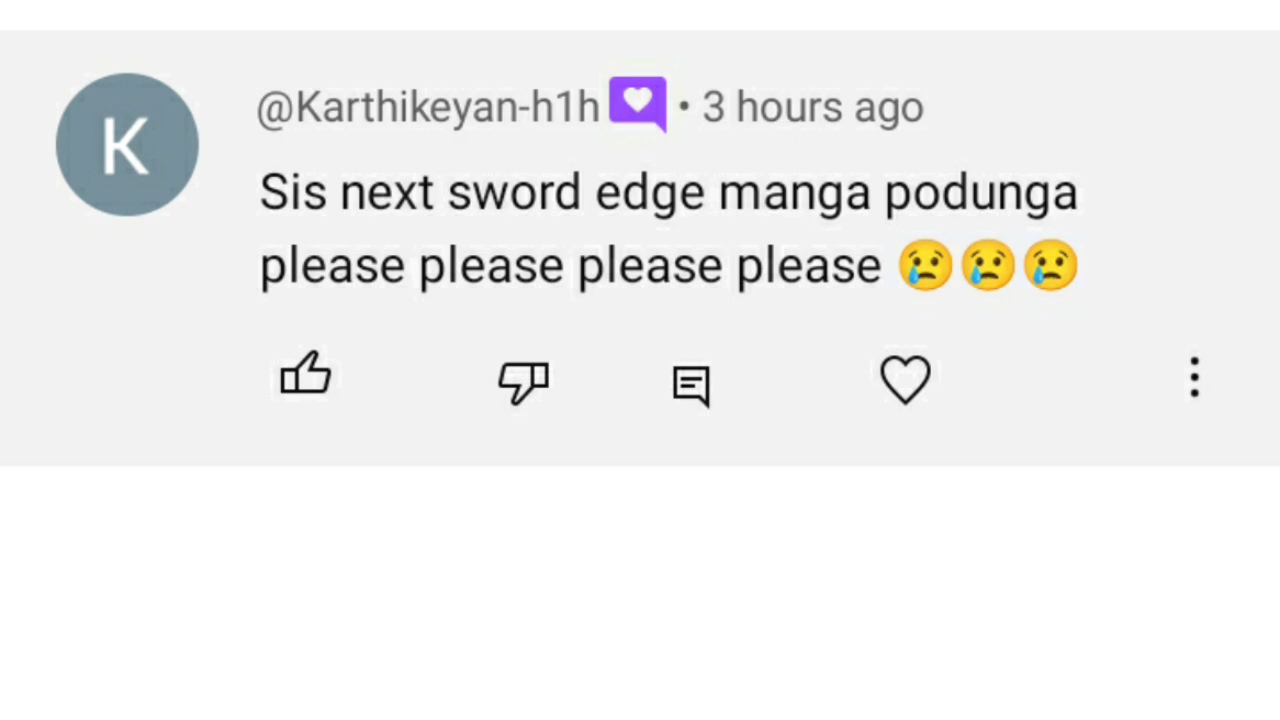 K
@Karthikeyan-h1h • 3 hours ago
Sis next sword edge manga podunga
please please please please 😢😢😢